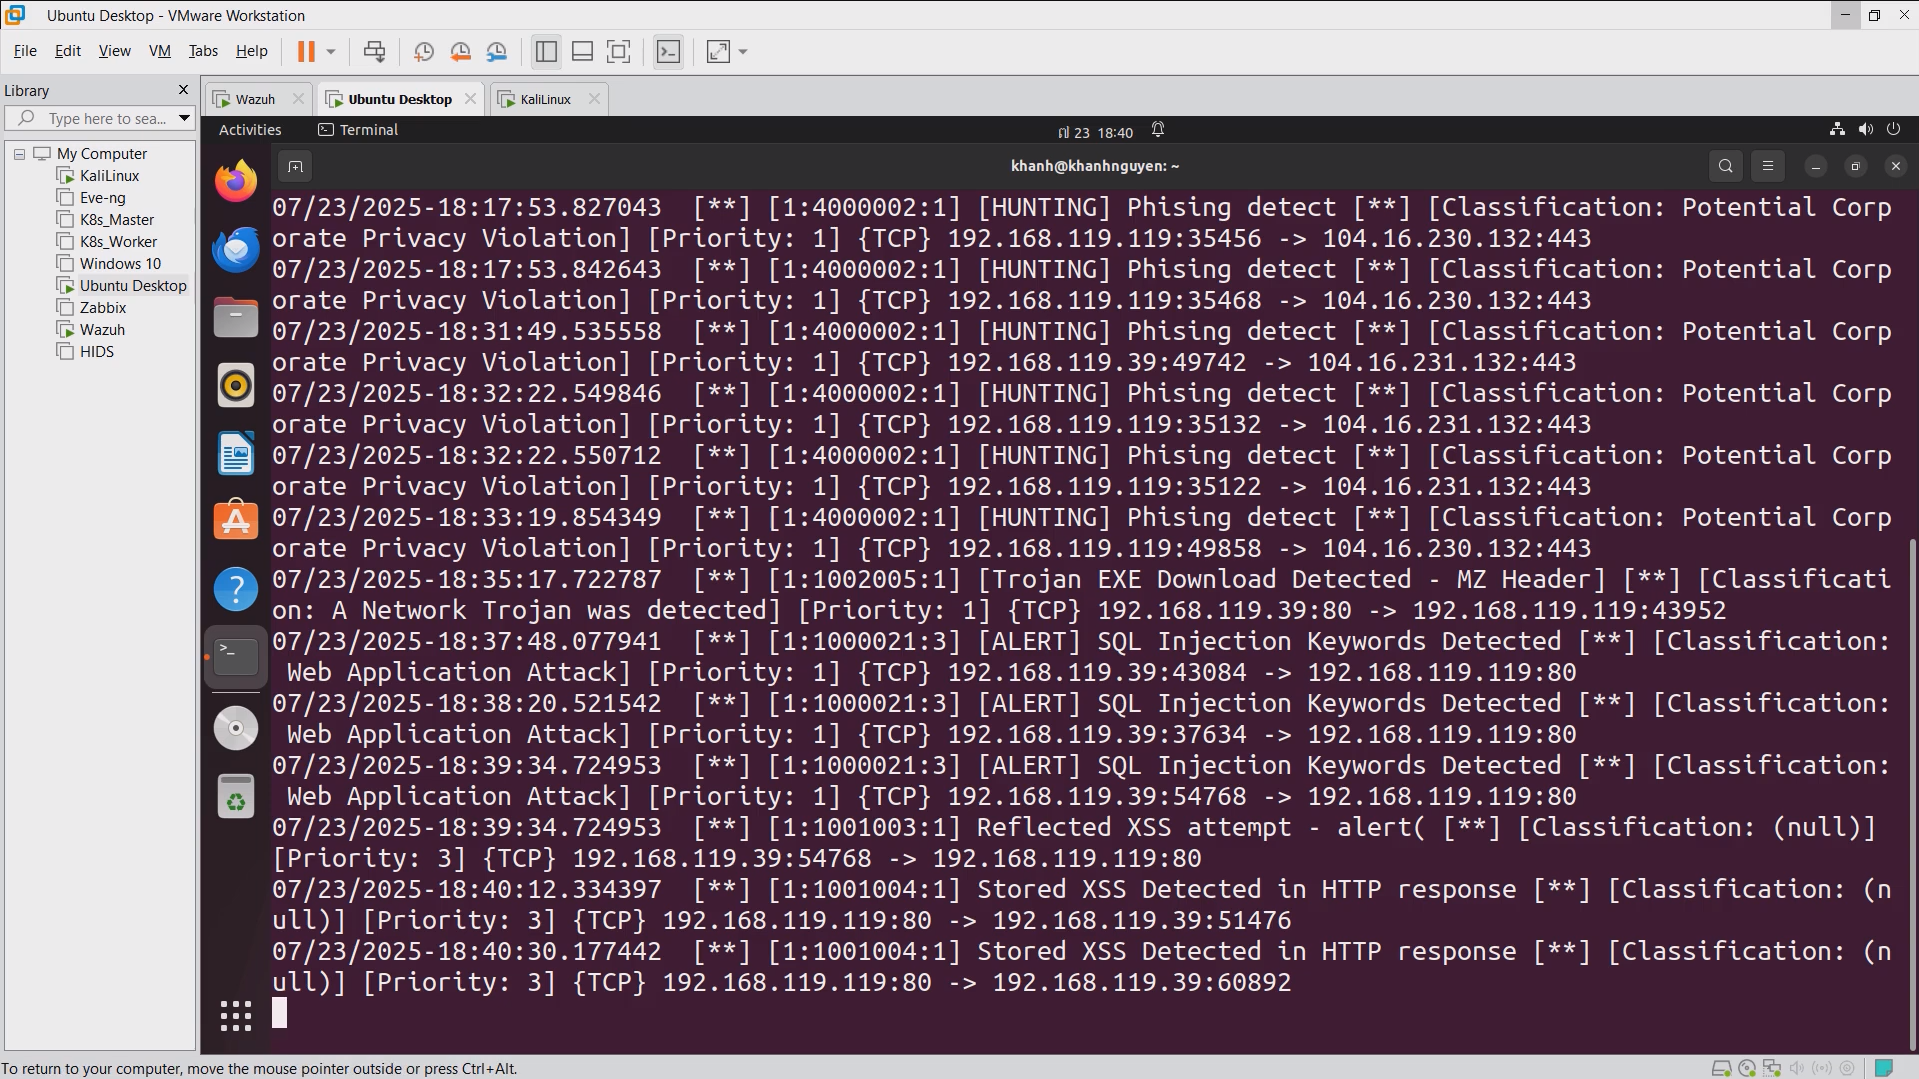 Ubuntu Desktop - VMware Workstation
File Edit View VM Tabs Help
Library
Type here to sea...
My Computer
KaliLinux
Eve-ng
K8s_Master
K8s_Worker
Windows 10
Ubuntu Desktop
Zabbix
Wazuh
HIDS
Wazuh
Ubuntu Desktop
KaliLinux
Activities
Terminal
23 18:40
khanh@khanhnguyen: ~
07/23/2025-18:17:53.827043  [**] [1:4000002:1] [HUNTING] Phising detect [**] [Classification: Potential Corp
orate Privacy Violation] [Priority: 1] {TCP} 192.168.119.119:35456 -> 104.16.230.132:443
07/23/2025-18:17:53.842643  [**] [1:4000002:1] [HUNTING] Phising detect [**] [Classification: Potential Corp
orate Privacy Violation] [Priority: 1] {TCP} 192.168.119.119:35468 -> 104.16.230.132:443
07/23/2025-18:31:49.535558  [**] [1:4000002:1] [HUNTING] Phising detect [**] [Classification: Potential Corp
orate Privacy Violation] [Priority: 1] {TCP} 192.168.119.39:49742 -> 104.16.231.132:443
07/23/2025-18:32:22.549846  [**] [1:4000002:1] [HUNTING] Phising detect [**] [Classification: Potential Corp
orate Privacy Violation] [Priority: 1] {TCP} 192.168.119.119:35132 -> 104.16.231.132:443
07/23/2025-18:32:22.550712  [**] [1:4000002:1] [HUNTING] Phising detect [**] [Classification: Potential Corp
orate Privacy Violation] [Priority: 1] {TCP} 192.168.119.119:35122 -> 104.16.231.132:443
07/23/2025-18:33:19.854349  [**] [1:4000002:1] [HUNTING] Phising detect [**] [Classification: Potential Corp
orate Privacy Violation] [Priority: 1] {TCP} 192.168.119.119:49858 -> 104.16.230.132:443
07/23/2025-18:35:17.722787  [**] [1:1002005:1] [Trojan EXE Download Detected - MZ Header] [**] [Classificati
on: A Network Trojan was detected] [Priority: 1] {TCP} 192.168.119.39:80 -> 192.168.119.119:43952
07/23/2025-18:37:48.077941  [**] [1:1000021:3] [ALERT] SQL Injection Keywords Detected [**] [Classification:
 Web Application Attack] [Priority: 1] {TCP} 192.168.119.39:43084 -> 192.168.119.119:80
07/23/2025-18:38:20.521542  [**] [1:1000021:3] [ALERT] SQL Injection Keywords Detected [**] [Classification:
 Web Application Attack] [Priority: 1] {TCP} 192.168.119.39:37634 -> 192.168.119.119:80
07/23/2025-18:39:34.724953  [**] [1:1000021:3] [ALERT] SQL Injection Keywords Detected [**] [Classification:
 Web Application Attack] [Priority: 1] {TCP} 192.168.119.39:54768 -> 192.168.119.119:80
07/23/2025-18:39:34.724953  [**] [1:1001003:1] Reflected XSS attempt - alert( [**] [Classification: (null)]
[Priority: 3] {TCP} 192.168.119.39:54768 -> 192.168.119.119:80
07/23/2025-18:40:12.334397  [**] [1:1001004:1] Stored XSS Detected in HTTP response [**] [Classification: (n
ull)] [Priority: 3] {TCP} 192.168.119.119:80 -> 192.168.119.39:51476
07/23/2025-18:40:30.177442  [**] [1:1001004:1] Stored XSS Detected in HTTP response [**] [Classification: (n
ull)] [Priority: 3] {TCP} 192.168.119.119:80 -> 192.168.119.39:60892
To return to your computer, move the mouse pointer outside or press Ctrl+Alt.